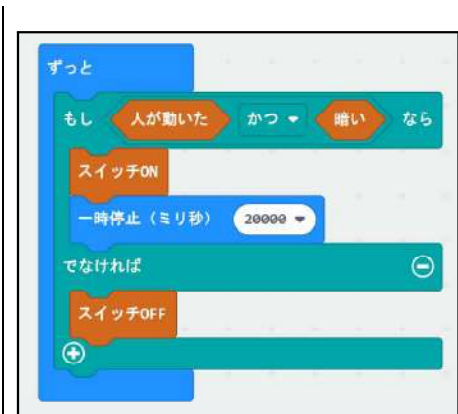 ずっと
もし 人が動いた かつ 暗い なら
スイッチON
一時停止（ミリ秒） 20000
でなければ
スイッチOFF